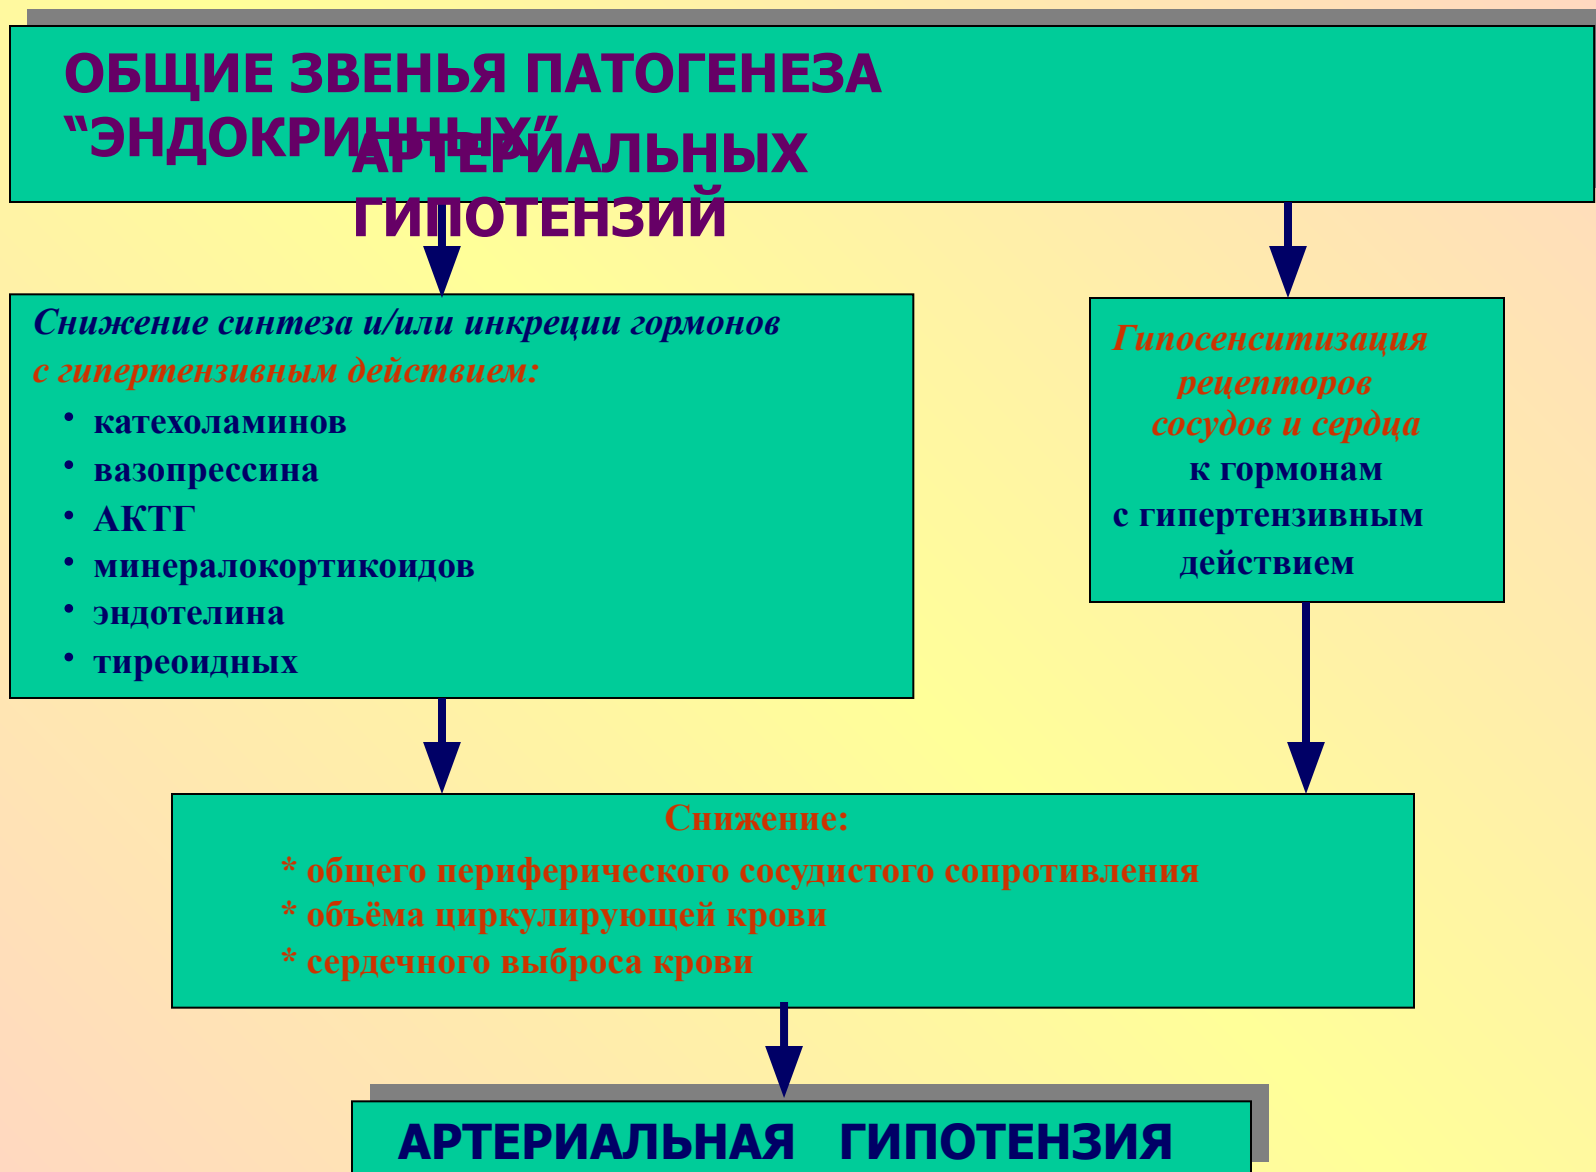 ОБЩИЕ ЗВЕНЬЯ ПАТОГЕНЕЗА
“ЭНДОКРИННЫХ”
АРТЕРИАЛЬНЫХ
ГИПОТЕНЗИЙ
Снижение синтеза и/или инкреции гормонов
с гипертензивным действием:
• катехоламинов
• вазопрессина
• АКТГ
• минералокортикоидов
• эндотелина
• тиреоидных
Гипосенситизация
рецепторов
сосудов и сердца
к гормонам
с гипертензивным
действием
Снижение:
* общего периферического сосудистого сопротивления
* объёма циркулирующей крови
* сердечного выброса крови
АРТЕРИАЛЬНАЯ ГИПОТЕНЗИЯ